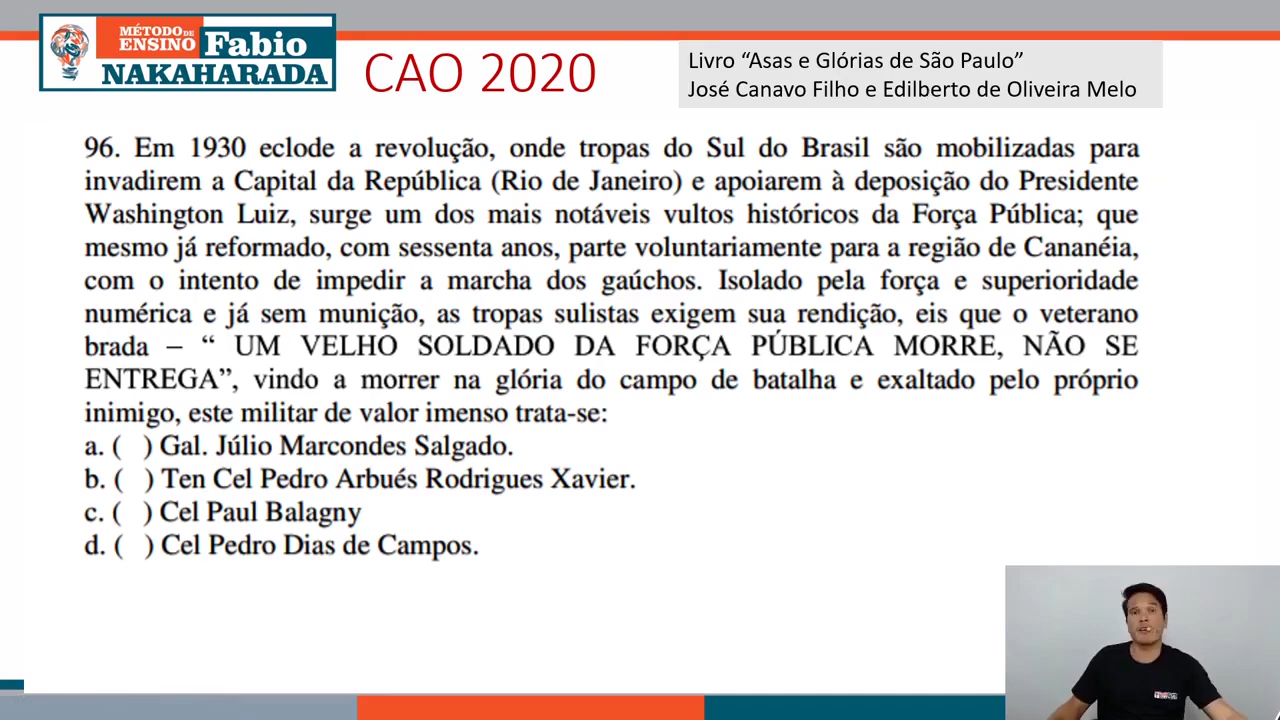 MÉTODO DE
ENSINO Fabio
NAKAHARADA
CAO 2020
Livro “Asas e Glórias de São Paulo”
José Canavo Filho e Edilberto de Oliveira Melo
96. Em 1930 eclode a revolução, onde tropas do Sul do Brasil são mobilizadas para
invadirem a Capital da República (Rio de Janeiro) e apoiarem à deposição do Presidente
Washington Luiz, surge um dos mais notáveis vultos históricos da Força Pública; que
mesmo já reformado, com sessenta anos, parte voluntariamente para a região de Cananéia,
com o intento de impedir a marcha dos gaúchos. Isolado pela força e superioridade
numérica e já sem munição, as tropas sulistas exigem sua rendição, eis que o veterano
brada – “ UM VELHO SOLDADO DA FORÇA PÚBLICA MORRE, NÃO SE
ENTREGA”, vindo a morrer na glória do campo de batalha e exaltado pelo próprio
inimigo, este militar de valor imenso trata-se:
a. ( ) Gal. Júlio Marcondes Salgado.
b. ( ) Ten Cel Pedro Arbués Rodrigues Xavier.
c. ( ) Cel Paul Balagny
d. ( ) Cel Pedro Dias de Campos.